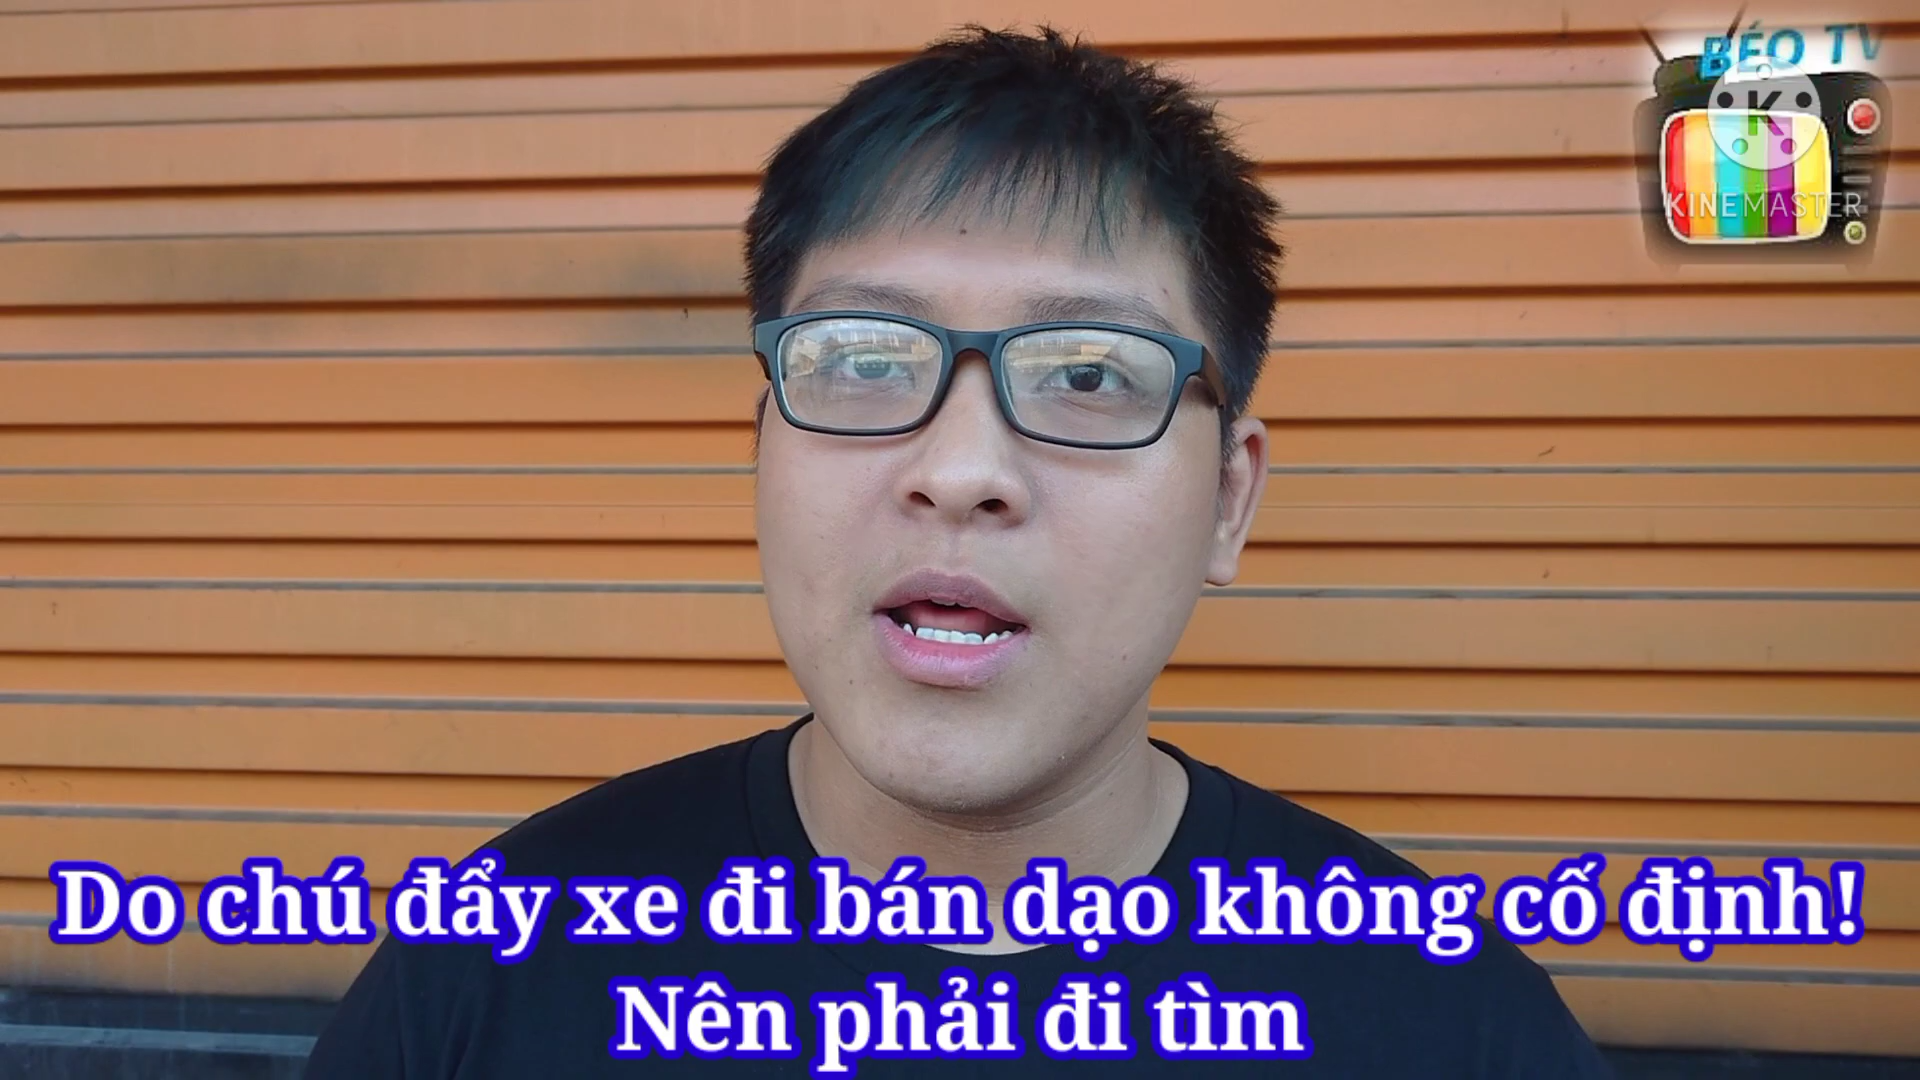 BÉO TV
K
KINEMASTER
Do chú đẩy xe đi bán dạo không cố định!
Nên phải đi tìm